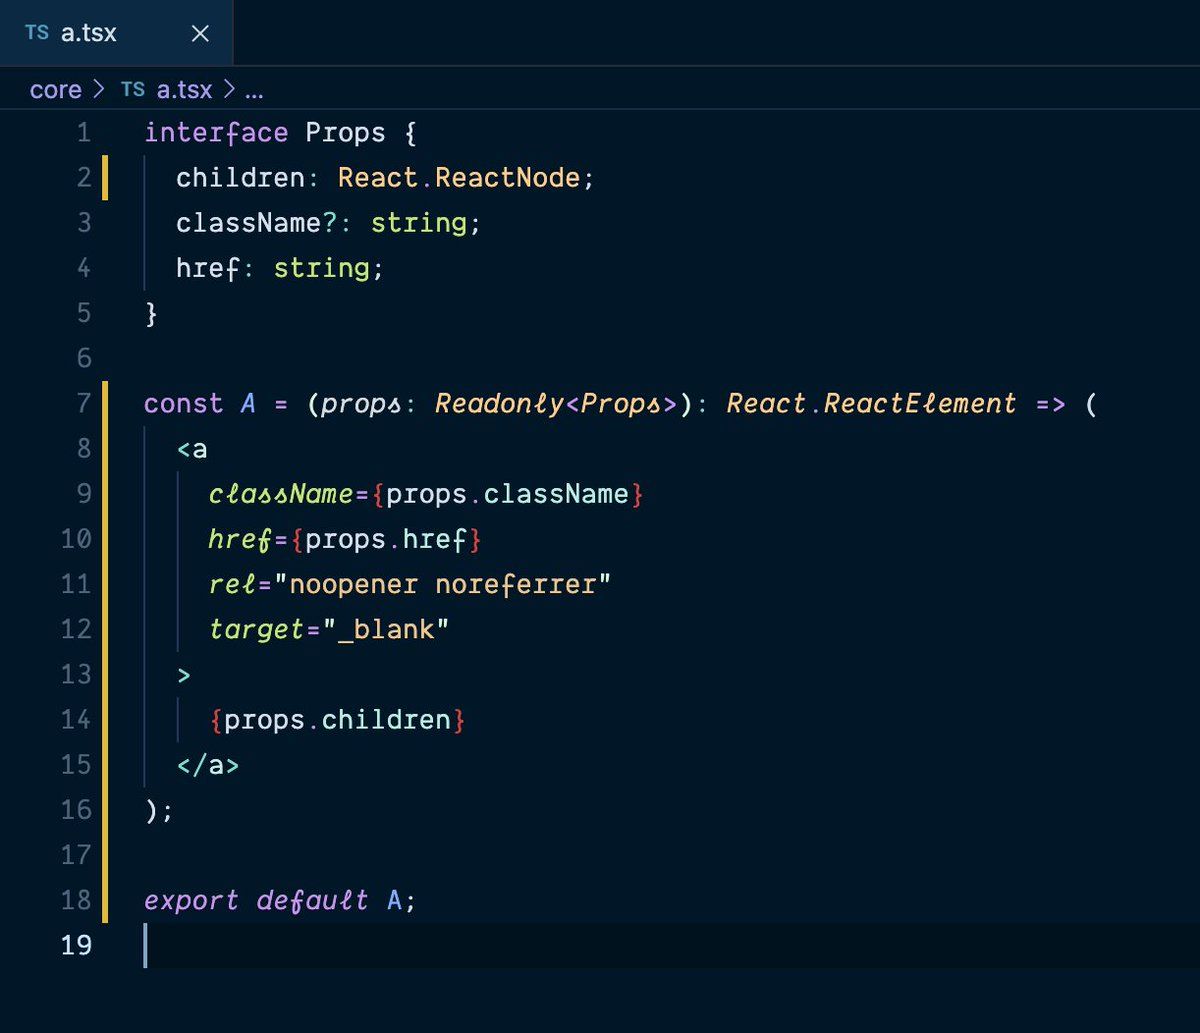 TS a.tsx ×
core > TS a.tsx > ...
1 interface Props {
2   children: React.ReactNode;
3   className?: string;
4   href: string;
5 }
6
7 const A = (props: Readonly<Props>): React.ReactElement => (
8   <a
9     className={props.className}
10     href={props.href}
11     rel="noopener noreferrer"
12     target="_blank"
13   >
14     {props.children}
15   </a>
16 );
17
18 export default A;
19